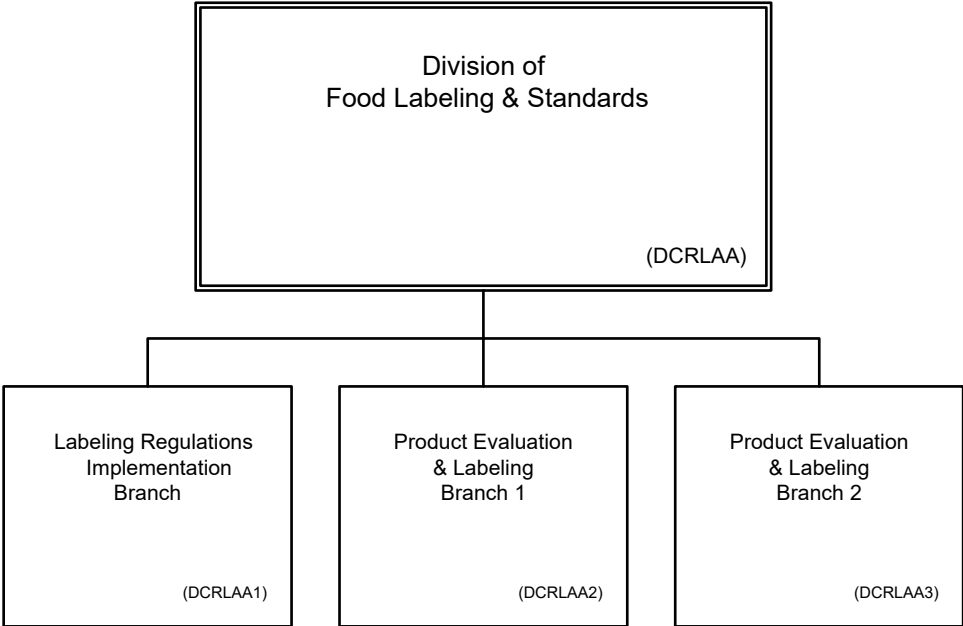 Division of
Food Labeling & Standards
(DCRLAA)
Labeling Regulations
Implementation
Branch
(DCRLAA1)
Product Evaluation
& Labeling
Branch 1
(DCRLAA2)
Product Evaluation
& Labeling
Branch 2
(DCRLAA3)